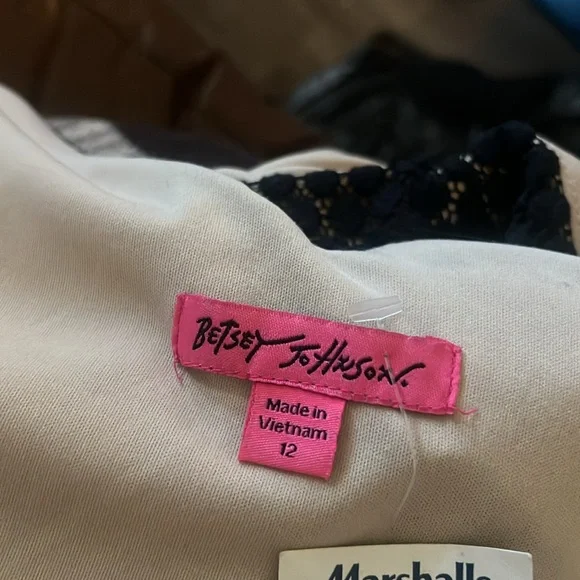 BETSEY JOHNSON.
Made in
Vietnam
12
Marshalls